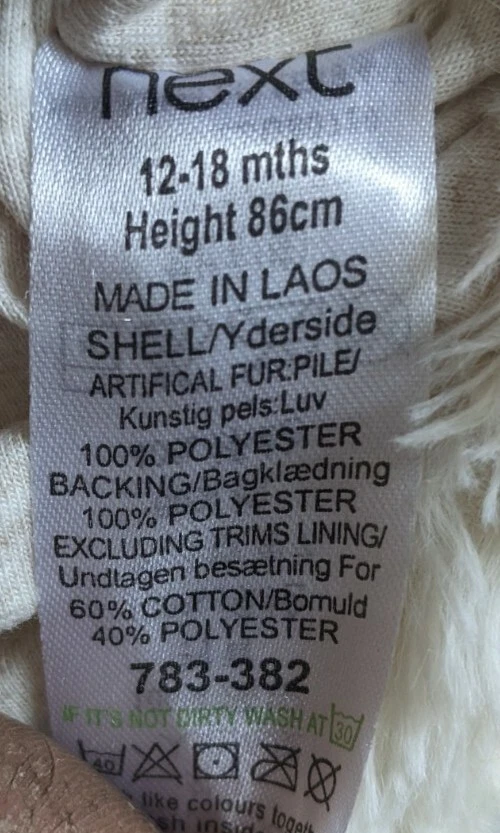 next
12-18 mths
Height 86cm
MADE IN LAOS
SHELL/Yderside
ARTIFICAL FUR:PILE/
Kunstig pels:Luv
100% POLYESTER
BACKING/Bagklædning
100% POLYESTER
EXCLUDING TRIMS LINING/
Undtagen besætning For
60% COTTON/Bomuld
40% POLYESTER
783-382
IF IT'S NOT DIRTY WASH AT 30
40
like colours